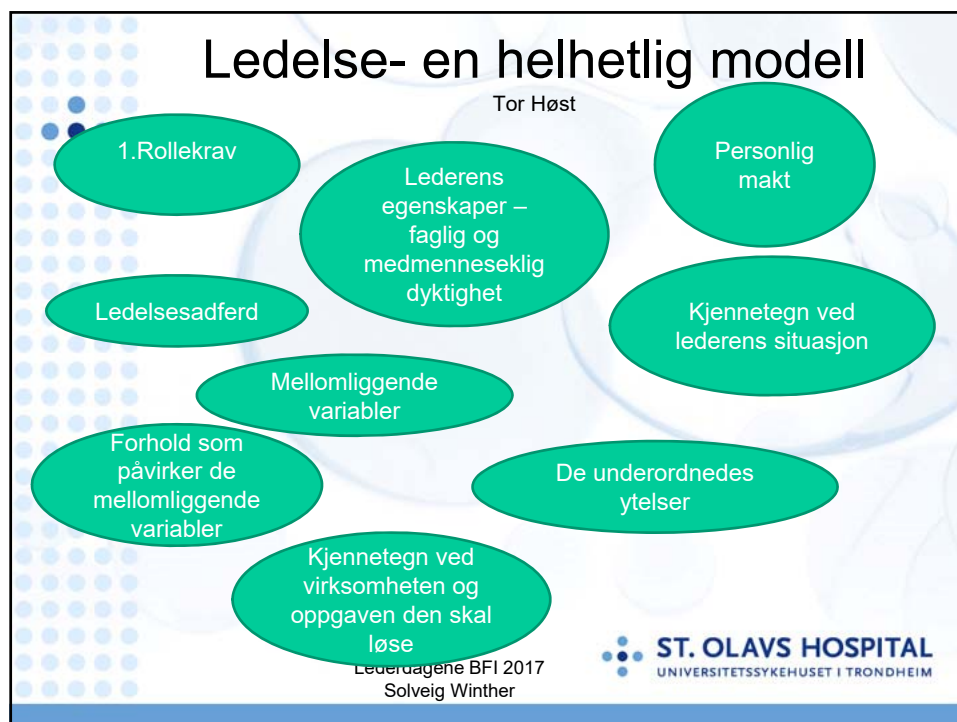 Ledelse- en helhetlig modell
Tor Høst
1.Rollekrav
Lederens
egenskaper –
faglig og
medmenneseklig
dyktighet
Personlig
makt
Ledelsesadferd
Kjennetegn ved
lederens situasjon
Mellomliggende
variabler
Forhold som
påvirker de
mellomliggende
variabler
De underordnedes
ytelser
Kjennetegn ved
virksomheten og
oppgaven den skal
løse
Lederdagene BFI 2017
Solveig Winther
ST. OLAVS HOSPITAL
UNIVERSITETSSYKEHUSET I TRONDHEIM